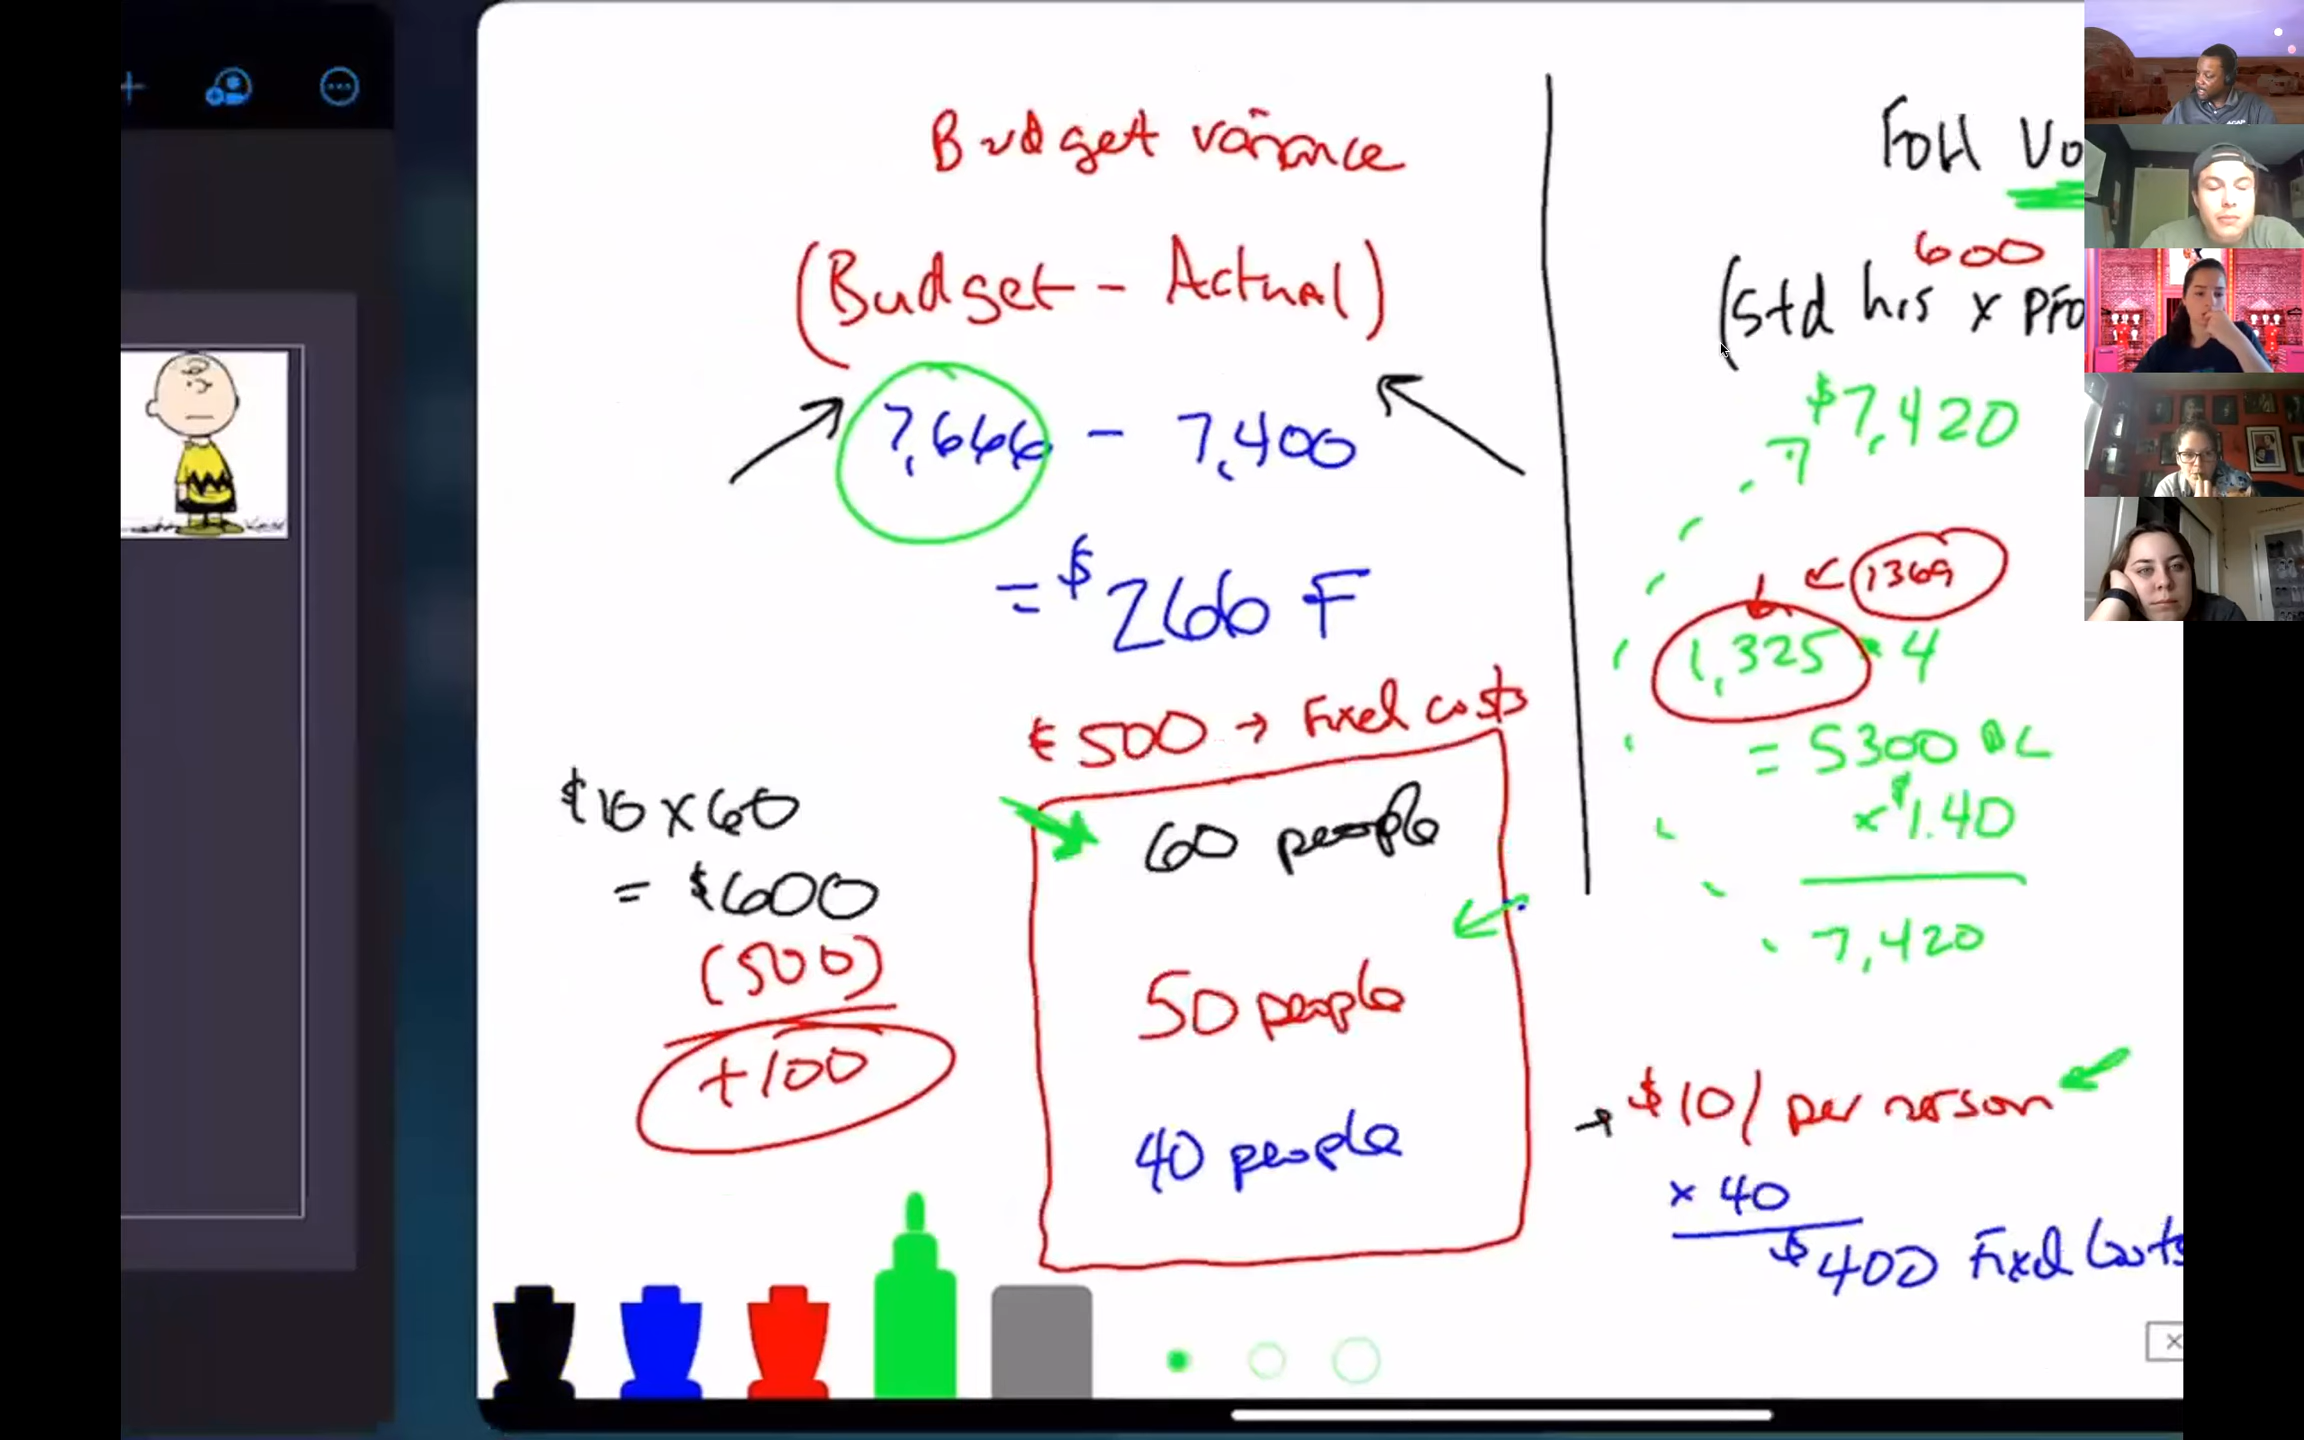 Budget variance
(Budget - Actual)
7,666 - 7,400
= $266 F
€500 → Fixed costs
$10 x 60
= $600
(500)
+100
60 people
50 people
40 people
FOH Vo
600
(Std hrs x Pro
$7,420
1369
1,325 • 4
= 5300 DL
x $1.40
7,420
→ $10 / per person
x 40
$400 Fixed Costs